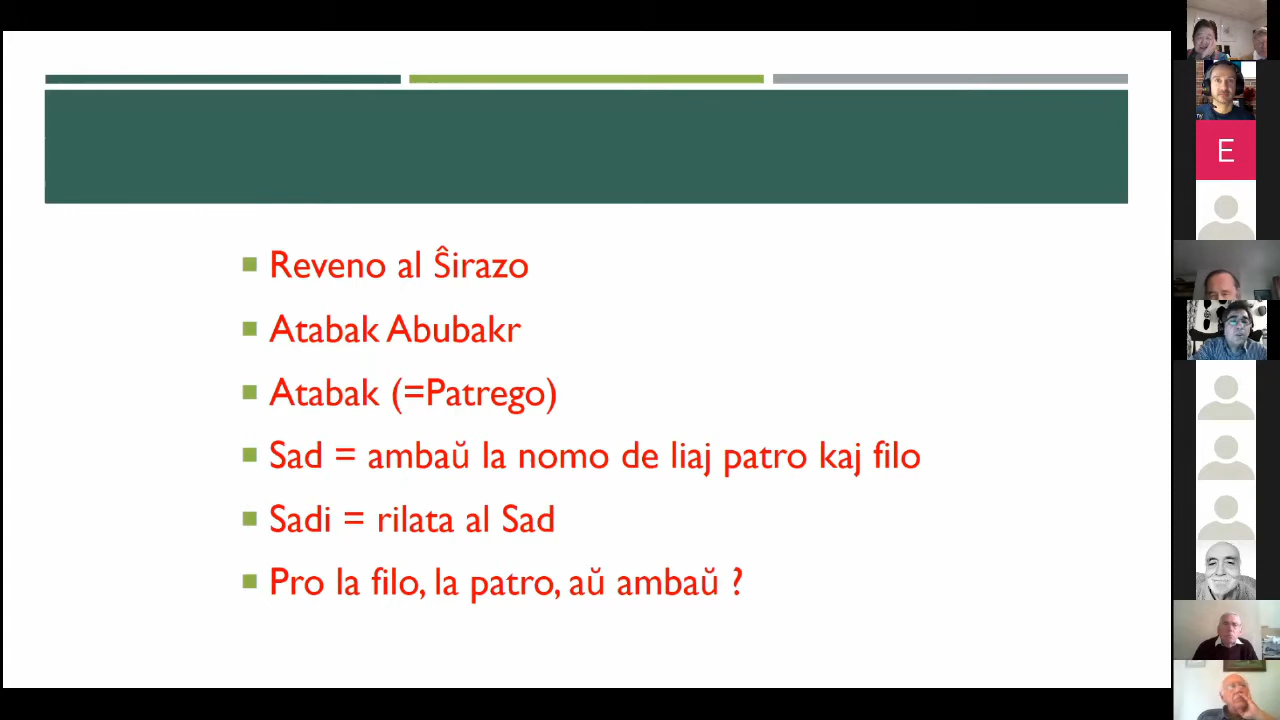 Reveno al Ŝirazo
Atabak Abubakr
Atabak (=Patrego)
Sad = ambaŭ la nomo de liaj patro kaj filo
Sadi = rilata al Sad
Pro la filo, la patro, aŭ ambaŭ ?
E